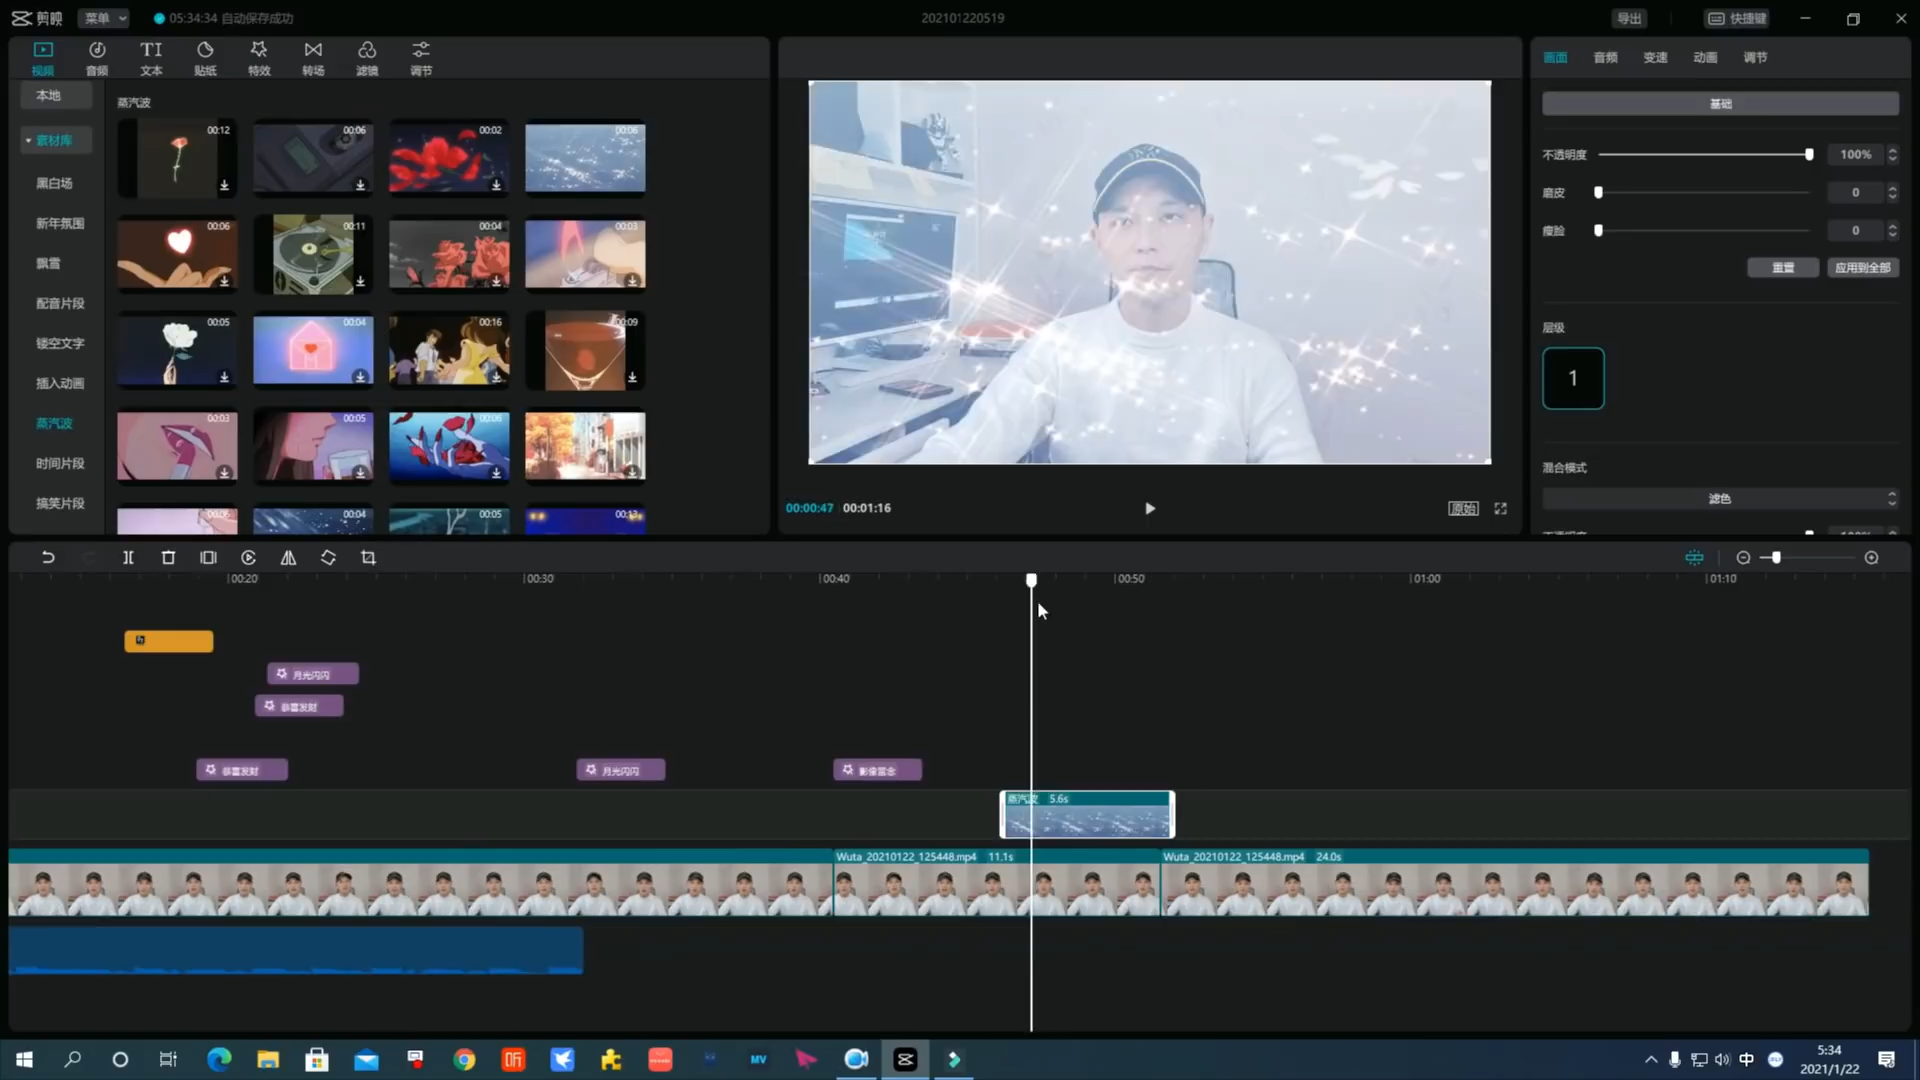 剪映
菜单
05:34:34 自动保存成功
202101220519
导出
快捷键
视频
音频
文本
贴纸
特效
转场
滤镜
调节
画面
音频
变速
动画
调节
本地
素材库
黑白场
新年氛围
飘雪
配音片段
镂空文字
插入动画
蒸汽波
时间片段
搞笑片段
蒸汽波
00:12
00:06
00:02
00:06
00:06
00:11
00:04
00:03
00:05
00:04
00:16
00:09
00:03
00:05
00:06
00:06
00:04
00:05
00:13
00:00:47 00:01:16
原始
基础
不透明度
100%
磨皮
0
瘦脸
0
重置
应用到全部
层级
1
混合模式
滤色
00:20
00:30
00:40
00:50
01:00
01:10
月光闪闪
恭喜发财
恭喜发财
月光闪闪
影像留念
蒸汽波 5.6s
Wuta_20210122_125448.mp4 11.1s
Wuta_20210122_125448.mp4 24.0s
MV
中
5:34
2021/1/22